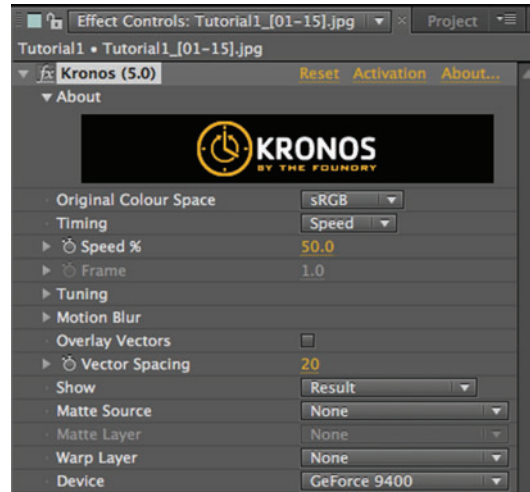 Effect Controls: Tutorial1_[01-15].jpg Project
Tutorial1 • Tutorial1_[01-15].jpg
fx Kronos (5.0) Reset Activation About...
About
KRONOS
BY THE FOUNDRY
Original Colour Space sRGB
Timing Speed
Speed % 50.0
Frame 1.0
Tuning
Motion Blur
Overlay Vectors
Vector Spacing 20
Show Result
Matte Source None
Matte Layer None
Warp Layer None
Device GeForce 9400